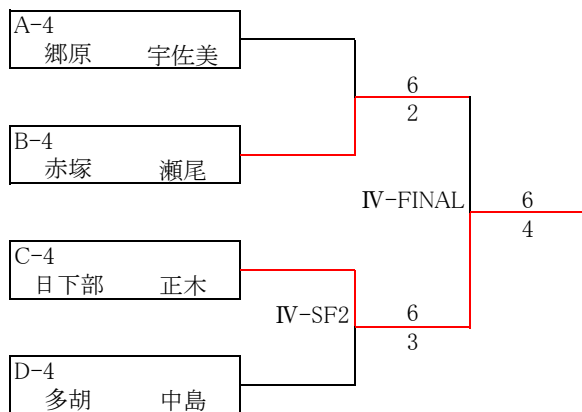 A-4
郷原 宇佐美
6
2
B-4
赤塚 瀬尾
Ⅳ-FINAL
6
4
C-4
日下部 正木
Ⅳ-SF2
6
3
D-4
多胡 中島